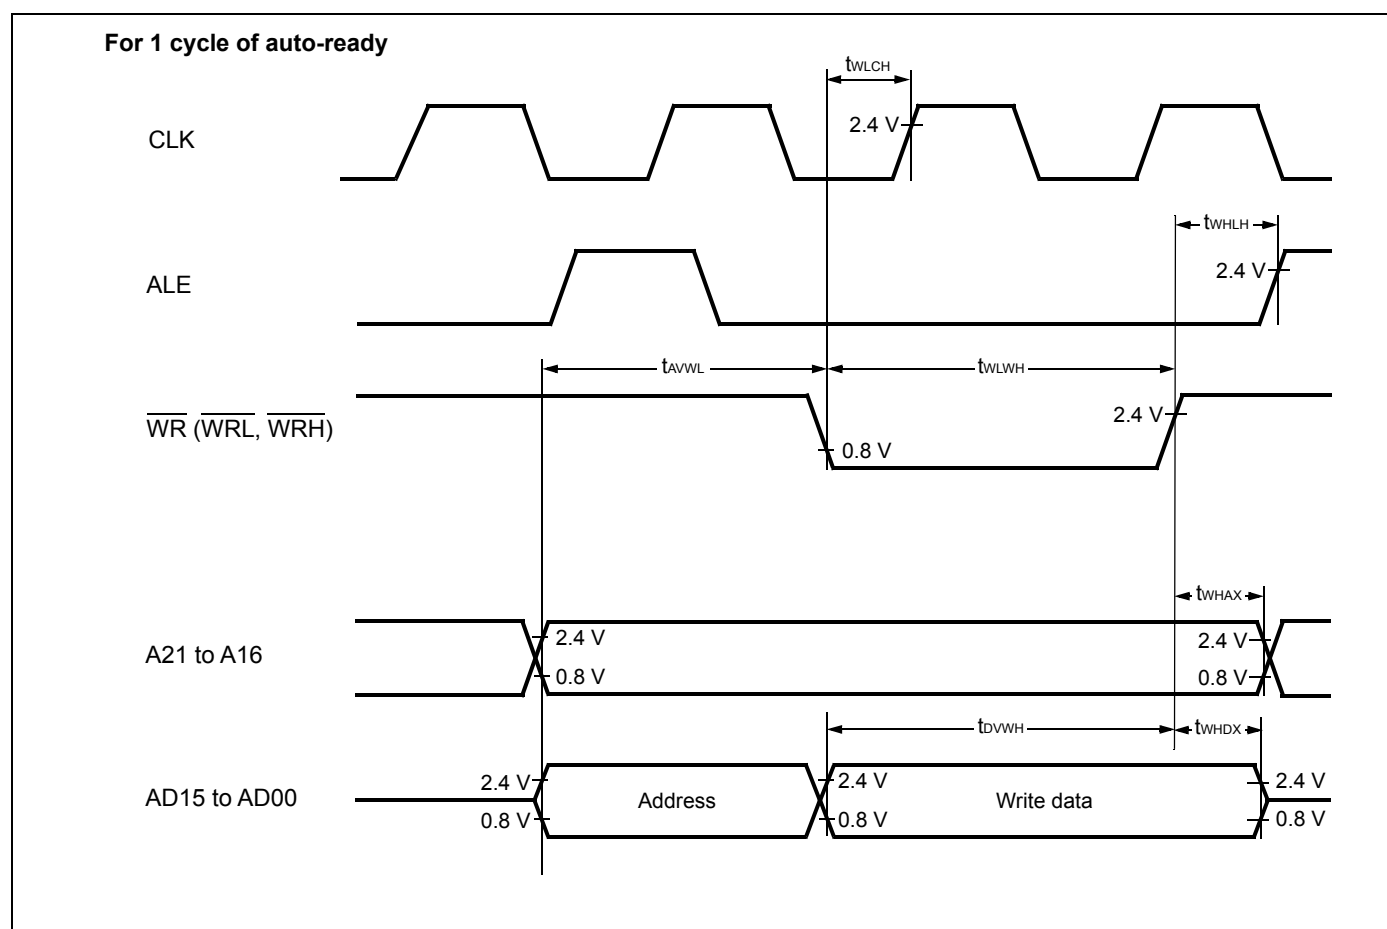 For 1 cycle of auto-ready
tWLCH
CLK
2.4 V
tWHLH
ALE
2.4 V
tAVWL
tWLWH
WR (WRL, WRH)
2.4 V
0.8 V
tWHAX
A21 to A16
2.4 V
2.4 V
0.8 V
0.8 V
tDVWH
tWHDX
AD15 to AD00
2.4 V
Address
2.4 V
Write data
2.4 V
0.8 V
0.8 V
0.8 V